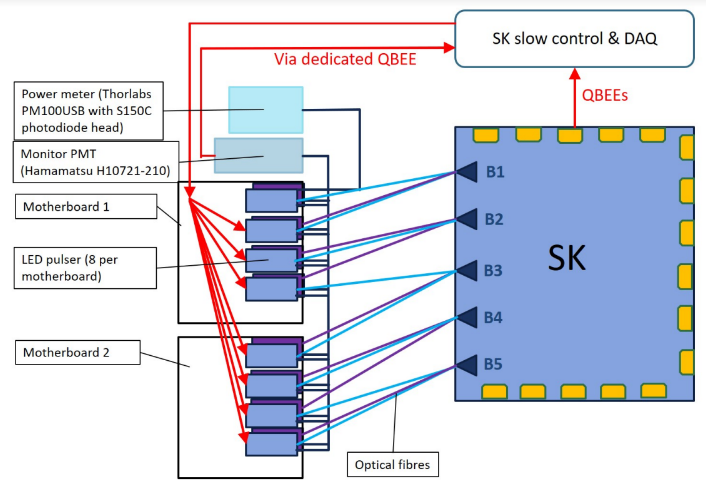 SK slow control & DAQ
Via dedicated QBEE
QBEEs
Power meter (Thorlabs
PM100USB with S150C
photodiode head)
Monitor PMT
(Hamamatsu H10721-210)
Motherboard 1
LED pulser (8 per
motherboard)
Motherboard 2
B1
B2
B3
B4
B5
SK
Optical fibres